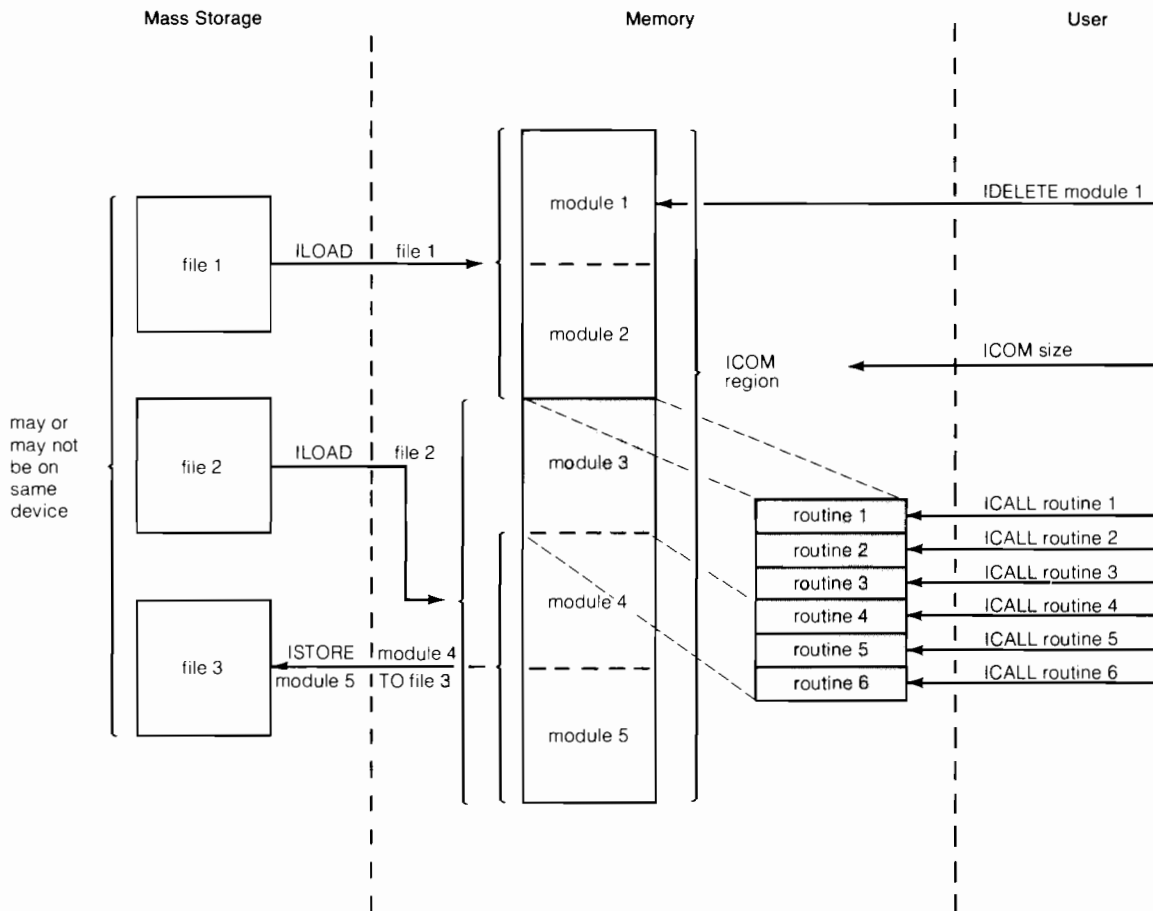 Mass Storage
Memory
User
module 1
IDELETE module 1
file 1
ILOAD file 1
module 2
ICOM size
ICOM
region
may or
may not
be on
same
device
file 2
ILOAD file 2
module 3
routine 1
ICALL routine 1
routine 2
ICALL routine 2
routine 3
ICALL routine 3
module 4
routine 4
ICALL routine 4
routine 5
ICALL routine 5
file 3
ISTORE module 4
module 5 TO file 3
routine 6
ICALL routine 6
module 5